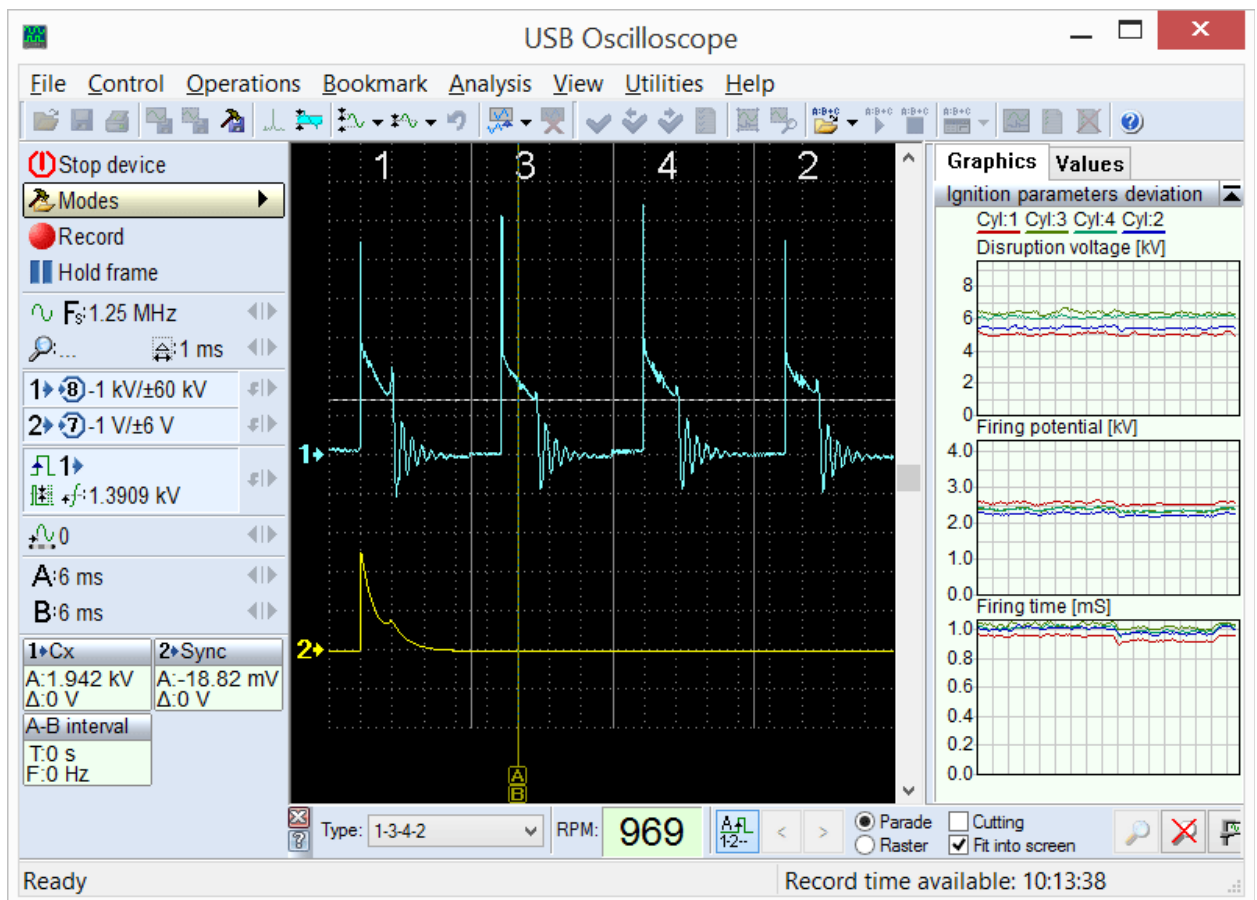 USB Oscilloscope
File Control Operations Bookmark Analysis View Utilities Help
A:B+C A:B+C A:B+C A:B+C
Stop device
Modes
Record
Hold frame
Fs:1.25 MHz
:... :1 ms
1 8 -1 kV/±60 kV
2 7 -1 V/±6 V
1
:1.3909 kV
:0
A:6 ms
B:6 ms
1 Cx 2 Sync
A:1.942 kV A:-18.82 mV
Δ:0 V Δ:0 V
A-B interval
T:0 s
F:0 Hz
1 3 4 2
1
2
A
B
Graphics Values
Ignition parameters deviation
Cyl:1 Cyl:3 Cyl:4 Cyl:2
Disruption voltage [kV]
8
6
4
2
0
Firing potential [kV]
4.0
3.0
2.0
1.0
0.0
Firing time [mS]
1.0
0.8
0.6
0.4
0.2
0.0
Type: 1-3-4-2 RPM: 969 A 1-2-- < > Parade Cutting
Raster Fit into screen
Ready Record time available: 10:13:38